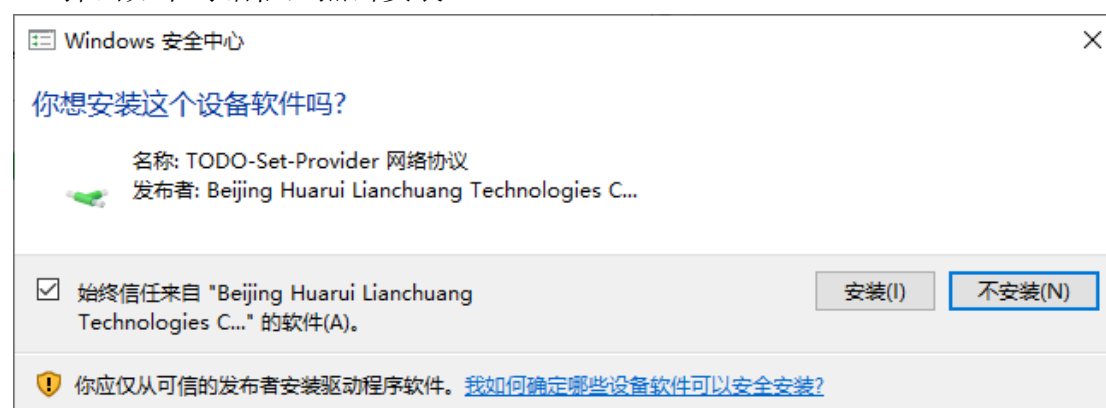 Windows 安全中心
你想安装这个设备软件吗?
名称: TODO-Set-Provider 网络协议
发布者: Beijing Huarui Lianchuang Technologies C...
始终信任来自 "Beijing Huarui Lianchuang
Technologies C..." 的软件(A)。
安装(I)
不安装(N)
你应仅从可信的发布者安装驱动程序软件。我如何确定哪些设备软件可以安全安装?